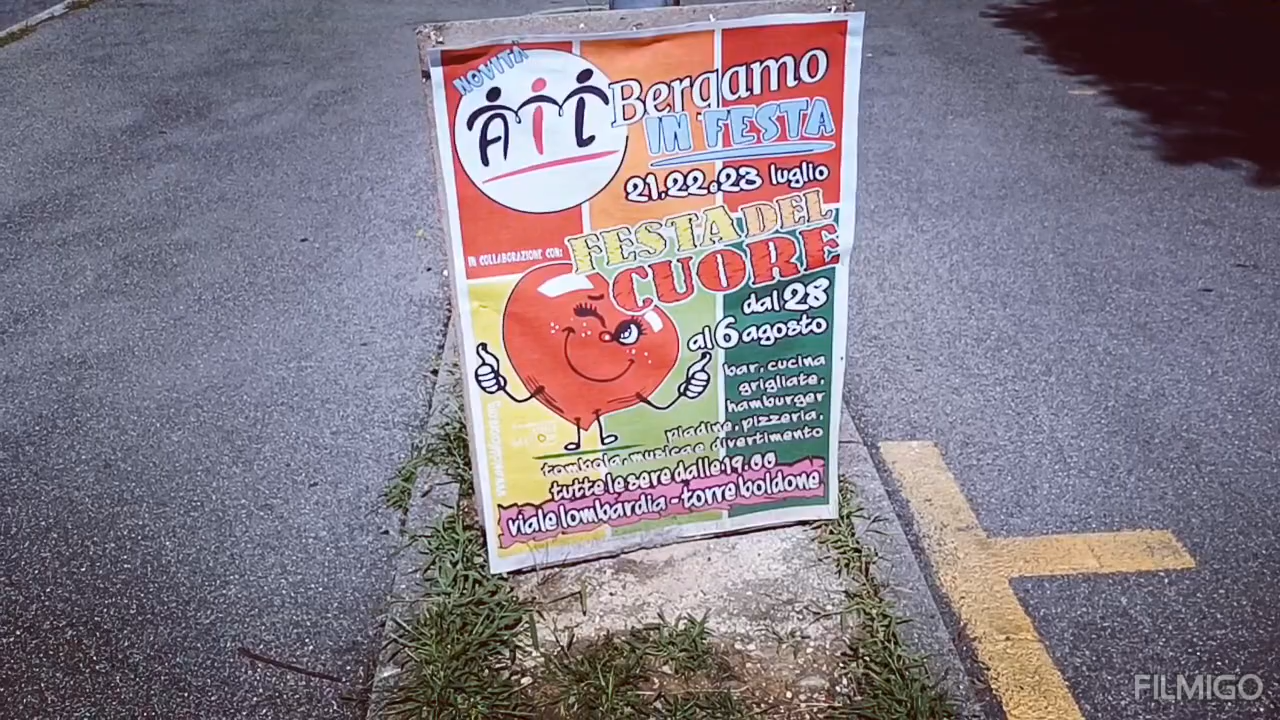 NOVITÀ
AIL Bergamo
IN FESTA
21, 22 e 23 luglio
IN COLLABORAZIONE CON:
FESTA DEL
CUORE
dal 28
al 6 agosto
bar, cucina
grigliate,
hamburger
piadine, pizzeria,
tombola, musica e divertimento
tutte le sere dalle 19.00
viale lombardia - torre boldone
FILMIGO